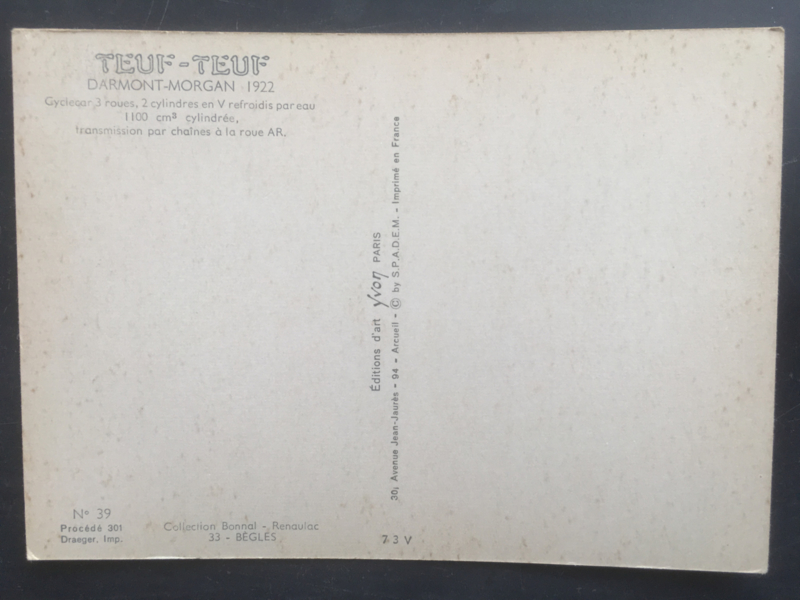 TEUF-TEUF
DARMONT-MORGAN 1922
Cyclecar 3 roues, 2 cylindres en V refroidis par eau
1100 cm³ cylindrée,
transmission par chaînes à la roue AR.
Éditions d'art yvon PARIS
30, Avenue Jean-Jaurès - 94 - Arcueil - © by S.P.A.D.E.M. - Imprimé en France
N° 39
Procédé 301
Draeger, Imp.
Collection Bonnal - Renaulac
33 - BÈGLES
73 V